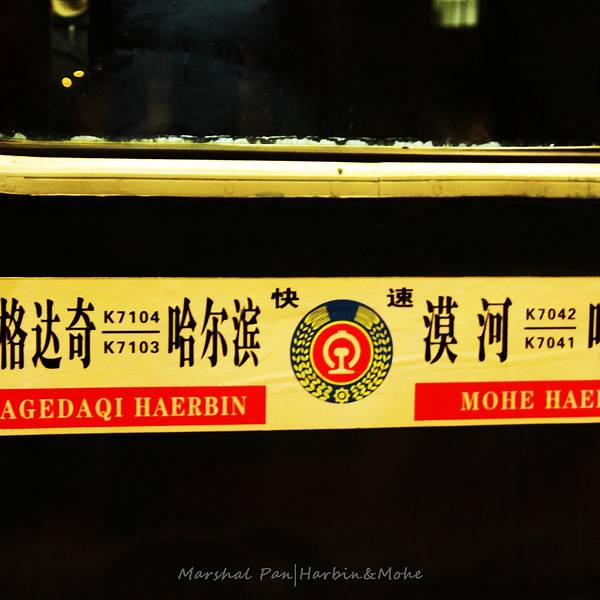 格达奇 K7104 哈尔滨
K7103
快 速
漠河 K7042
K7041
AGEDAQI HAERBIN
MOHE HAE
Marshal Pan|Harbin&Mohe